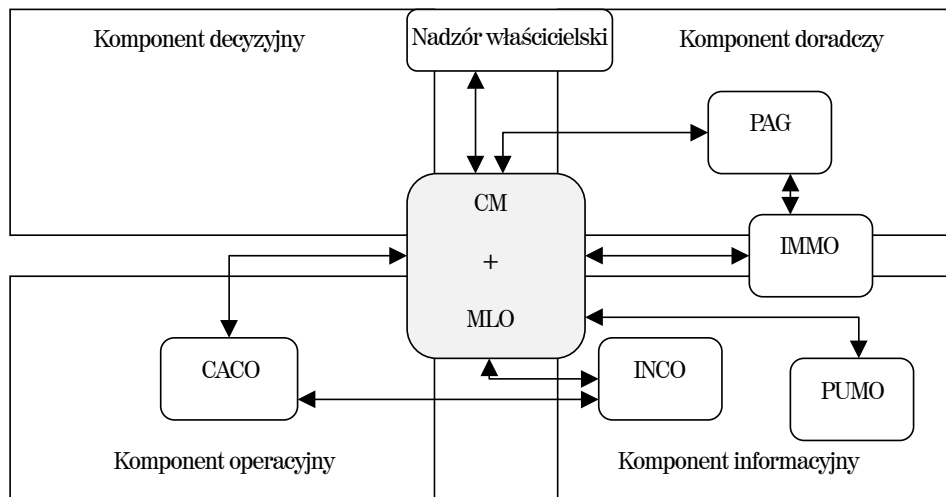 Komponent decyzyjny
Nadzór właścicielski
Komponent doradczy
PAG
CM
+
MLO
IMMO
CACO
INCO
PUMO
Komponent operacyjny
Komponent informacyjny